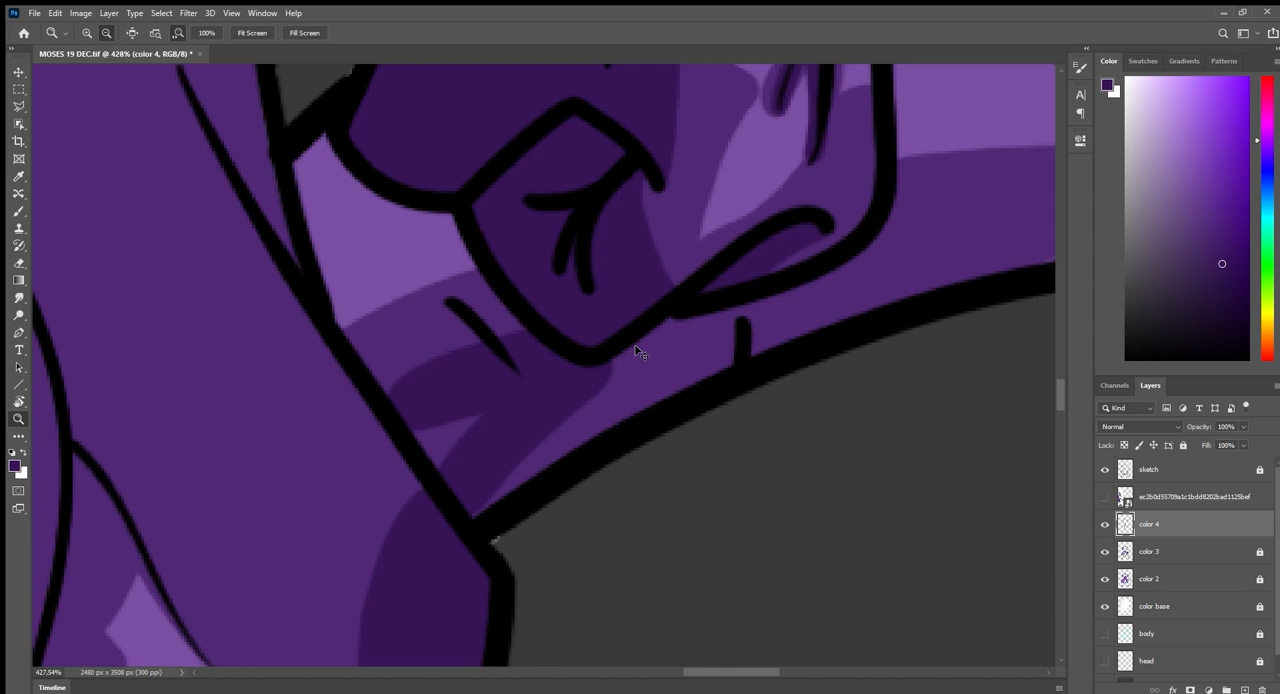 Ps File Edit Image Layer Type Select Filter 3D View Window Help
100% Fit Screen Fill Screen
MOSES 19 DEC.tif @ 428% (color 4, RGB/8) * ×
Color Swatches Gradients Patterns
Channels Layers
Kind
Normal Opacity: 100%
Lock: Fill: 100%
sketch
ec2b0d55709a1c1bdd8202bad1125bef
color 4
color 3
color 2
color base
body
head
fx
427,54% 2480 px x 3508 px (300 ppi)
Timeline